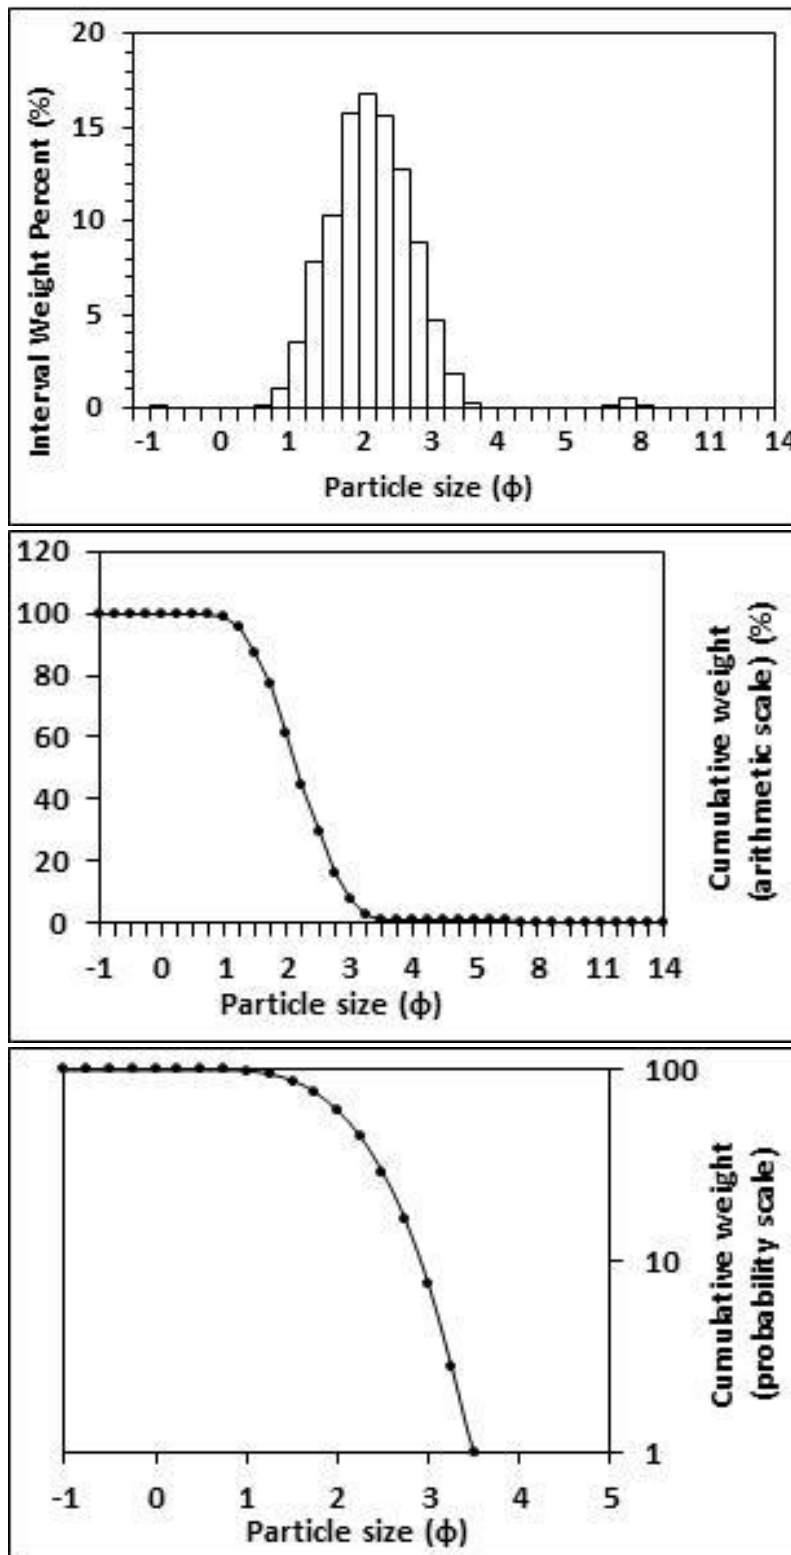 Interval Weight Percent (%)
20
15
10
5
0
-1 0 1 2 3 4 5 8 11 14
Particle size (ϕ)
120
100
80
60
40
20
0
-1 0 1 2 3 4 5 8 11 14
Particle size (ϕ)
Cumulative weight
(arithmetic scale) (%)
100
10
1
-1 0 1 2 3 4 5
Particle size (ϕ)
Cumulative weight
(probability scale)